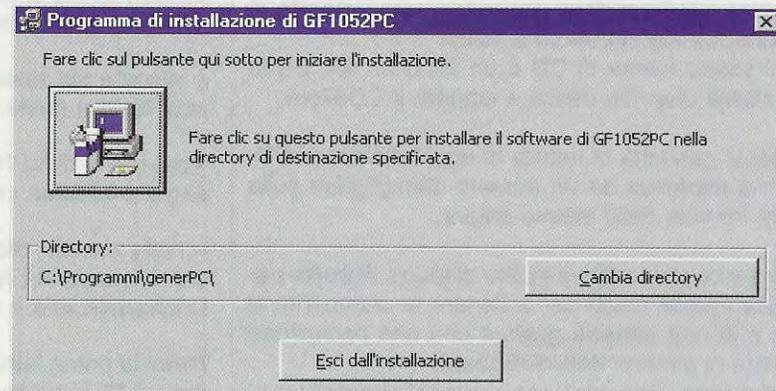 Programma di installazione di GF1052PC
Fare clic sul pulsante qui sotto per iniziare l'installazione.
Fare clic su questo pulsante per installare il software di GF1052PC nella
directory di destinazione specificata.
Directory:
C:\Programmi\generPC\
Cambia directory
Esci dall'installazione